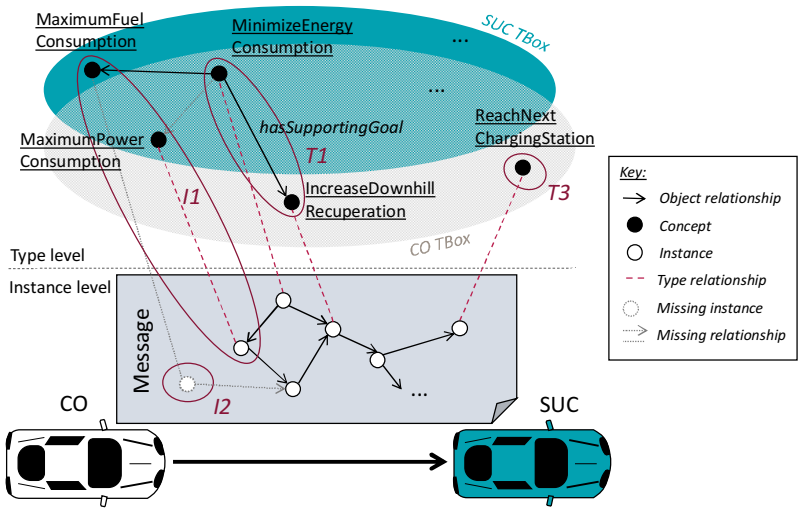 MaximumFuel
Consumption
MinimizeEnergy
Consumption
...
SUC TBox
...
ReachNext
ChargingStation
hasSupportingGoal
MaximumPower
Consumption
T1
I1
IncreaseDownhill
Recuperation
T3
CO TBox
Type level
Instance level
Message
I2
...
CO
SUC
Key:
Object relationship
Concept
Instance
Type relationship
Missing instance
Missing relationship